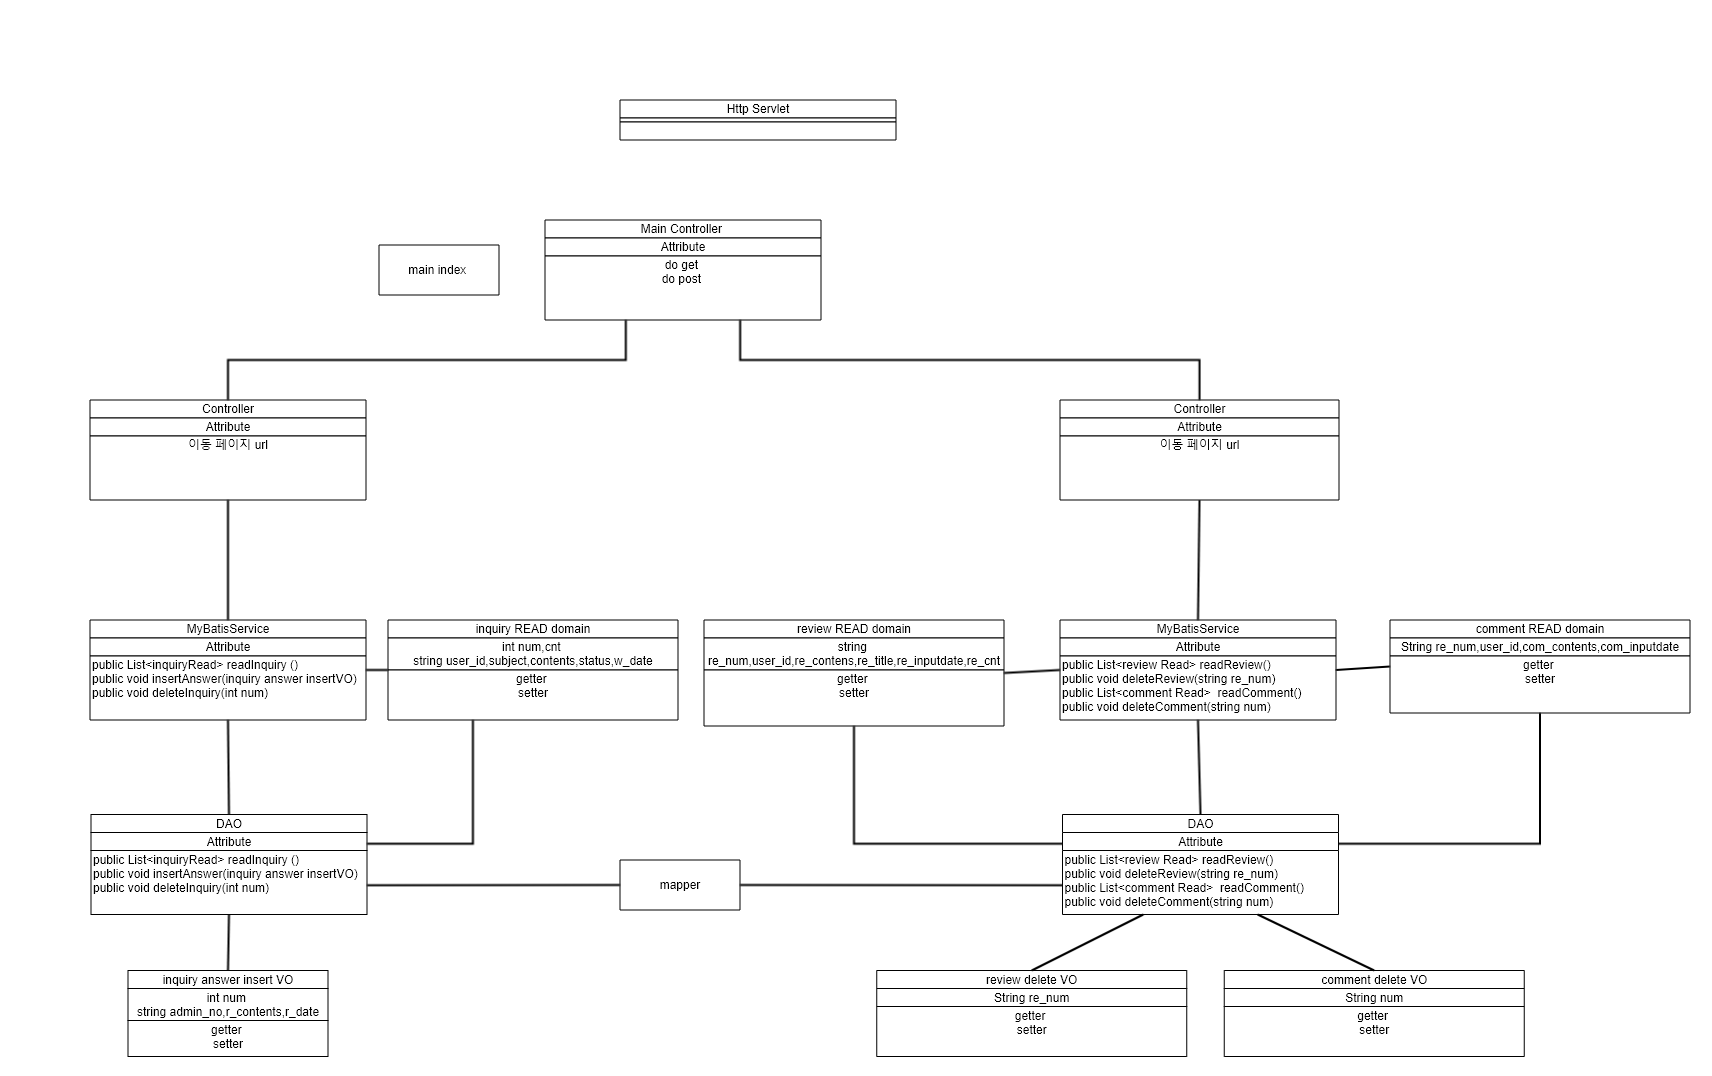 Http Servlet
Main Controller
Attribute
do get
do post
main index
Controller
Attribute
이동 페이지 url
Controller
Attribute
이동 페이지 url
MyBatisService
Attribute
public List<inquiryRead> readInquiry ()
public void insertAnswer(inquiry answer insertVO)
public void deleteInquiry(int num)
inquiry READ domain
int num,cnt
string user_id,subject,contents,status,w_date
getter
setter
review READ domain
string
re_num,user_id,re_contens,re_title,re_inputdate,re_cnt
getter
setter
MyBatisService
Attribute
public List<review Read> readReview()
public void deleteReview(string re_num)
public List<comment Read>  readComment()
public void deleteComment(string num)
comment READ domain
String re_num,user_id,com_contents,com_inputdate
getter
setter
DAO
Attribute
public List<inquiryRead> readInquiry ()
public void insertAnswer(inquiry answer insertVO)
public void deleteInquiry(int num)
mapper
DAO
Attribute
public List<review Read> readReview()
public void deleteReview(string re_num)
public List<comment Read>  readComment()
public void deleteComment(string num)
inquiry answer insert VO
int num
string admin_no,r_contents,r_date
getter
setter
review delete VO
String re_num
getter
setter
comment delete VO
String num
getter
setter